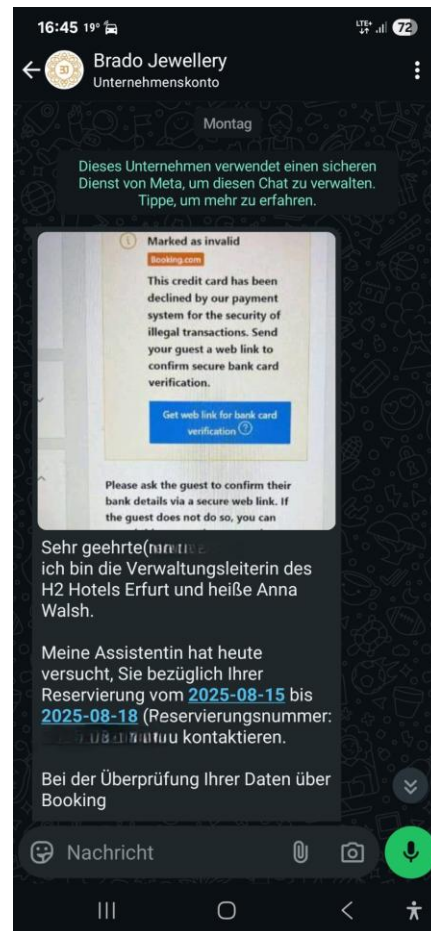 16:45 19°
LTE+
72
Brado Jewellery
Unternehmenskonto
Montag
Dieses Unternehmen verwendet einen sicheren
Dienst von Meta, um diesen Chat zu verwalten.
Tippe, um mehr zu erfahren.
Marked as invalid
Booking.com
This credit card has been
declined by our payment
system for the security of
illegal transactions. Send
your guest a web link to
confirm secure bank card
verification.
Get web link for bank card
verification
Please ask the guest to confirm their
bank details via a secure web link. If
the guest does not do so, you can
Sehr geehrte(
ich bin die Verwaltungsleiterin des
H2 Hotels Erfurt und heiße Anna
Walsh.
Meine Assistentin hat heute
versucht, Sie bezüglich Ihrer
Reservierung vom 2025-08-15 bis
2025-08-18 (Reservierungsnummer:
kontaktieren.
Bei der Überprüfung Ihrer Daten über
Booking
Nachricht